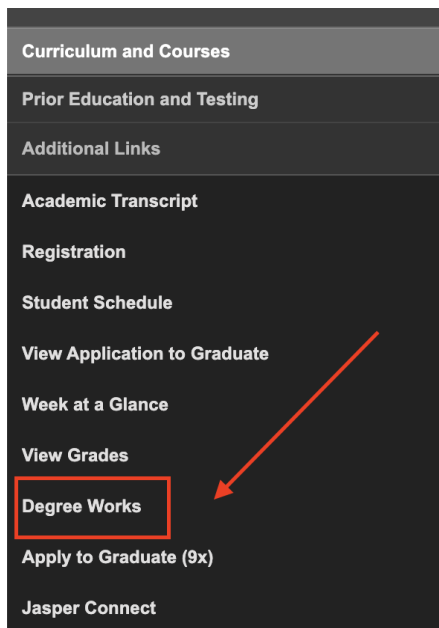 Curriculum and Courses
Prior Education and Testing
Additional Links
Academic Transcript
Registration
Student Schedule
View Application to Graduate
Week at a Glance
View Grades
Degree Works
Apply to Graduate (9x)
Jasper Connect